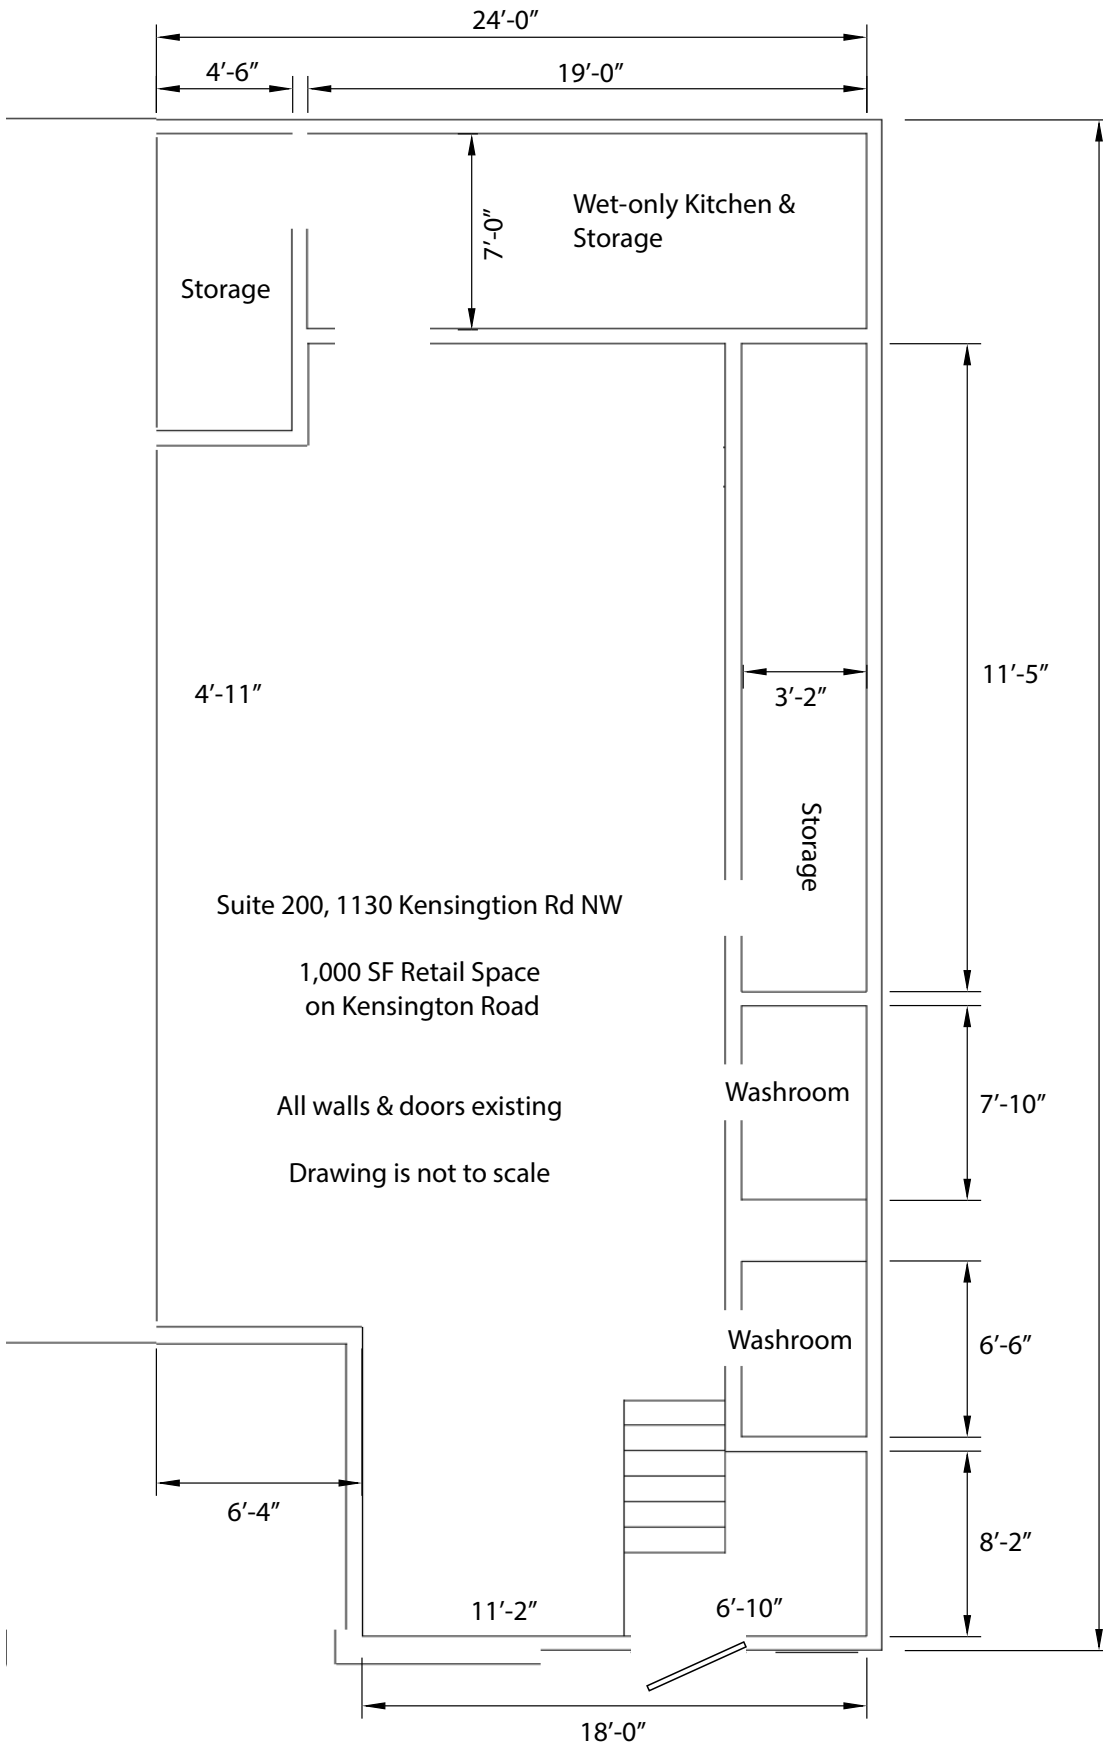 24’-0”
4’-6”
19’-0”
7’-0”
Wet-only Kitchen &
Storage
Storage
4’-11”
3’-2”
11’-5”
Storage
Suite 200, 1130 Kensingtion Rd NW
1,000 SF Retail Space
on Kensington Road
Washroom
7’-10”
All walls & doors existing
Drawing is not to scale
Washroom
6’-6”
6’-4”
8’-2”
11’-2”
6’-10”
18’-0”